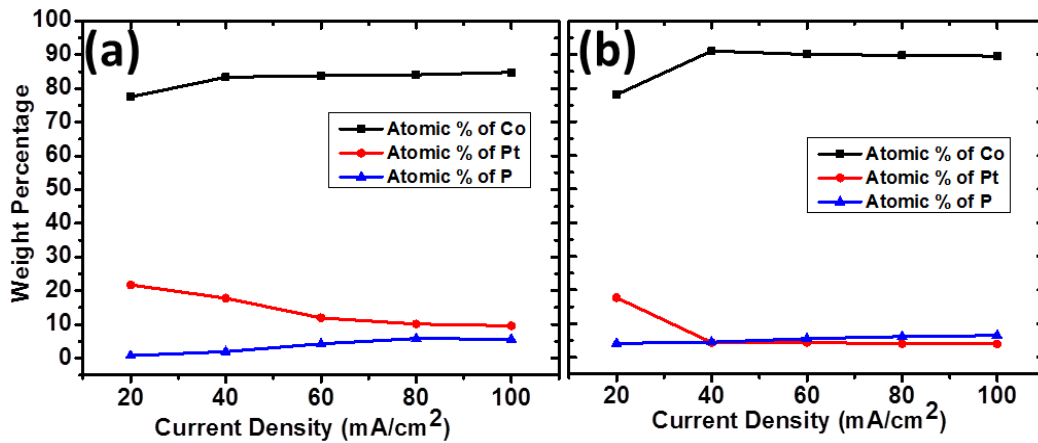 (a)
Weight Percentage
100
90
80
70
60
50
40
30
20
10
0
Atomic % of Co
Atomic % of Pt
Atomic % of P
20 40 60 80 100
Current Density (mA/cm²)
(b)
Atomic % of Co
Atomic % of Pt
Atomic % of P
20 40 60 80 100
Current Density (mA/cm²)